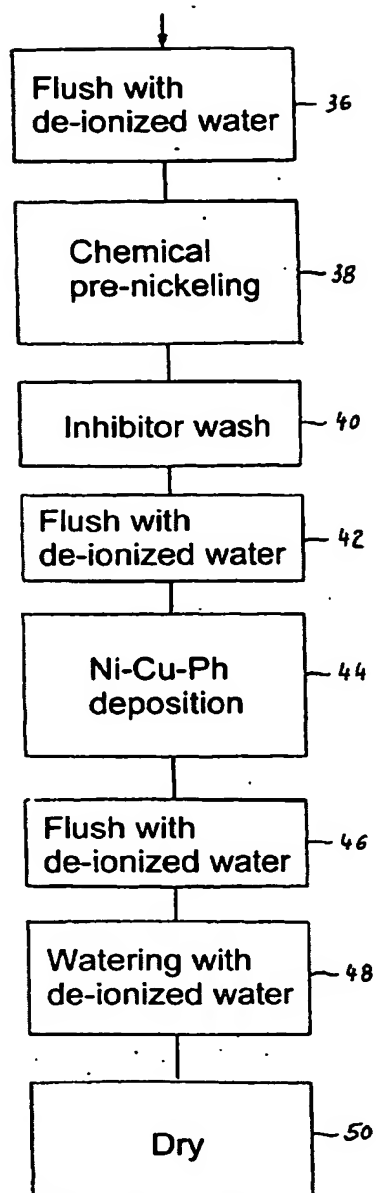 Flush with
de-ionized water
36
Chemical
pre-nickeling
38
Inhibitor wash
40
Flush with
de-ionized water
42
Ni-Cu-Ph
deposition
44
Flush with
de-ionized water
46
Watering with
de-ionized water
48
Dry
50